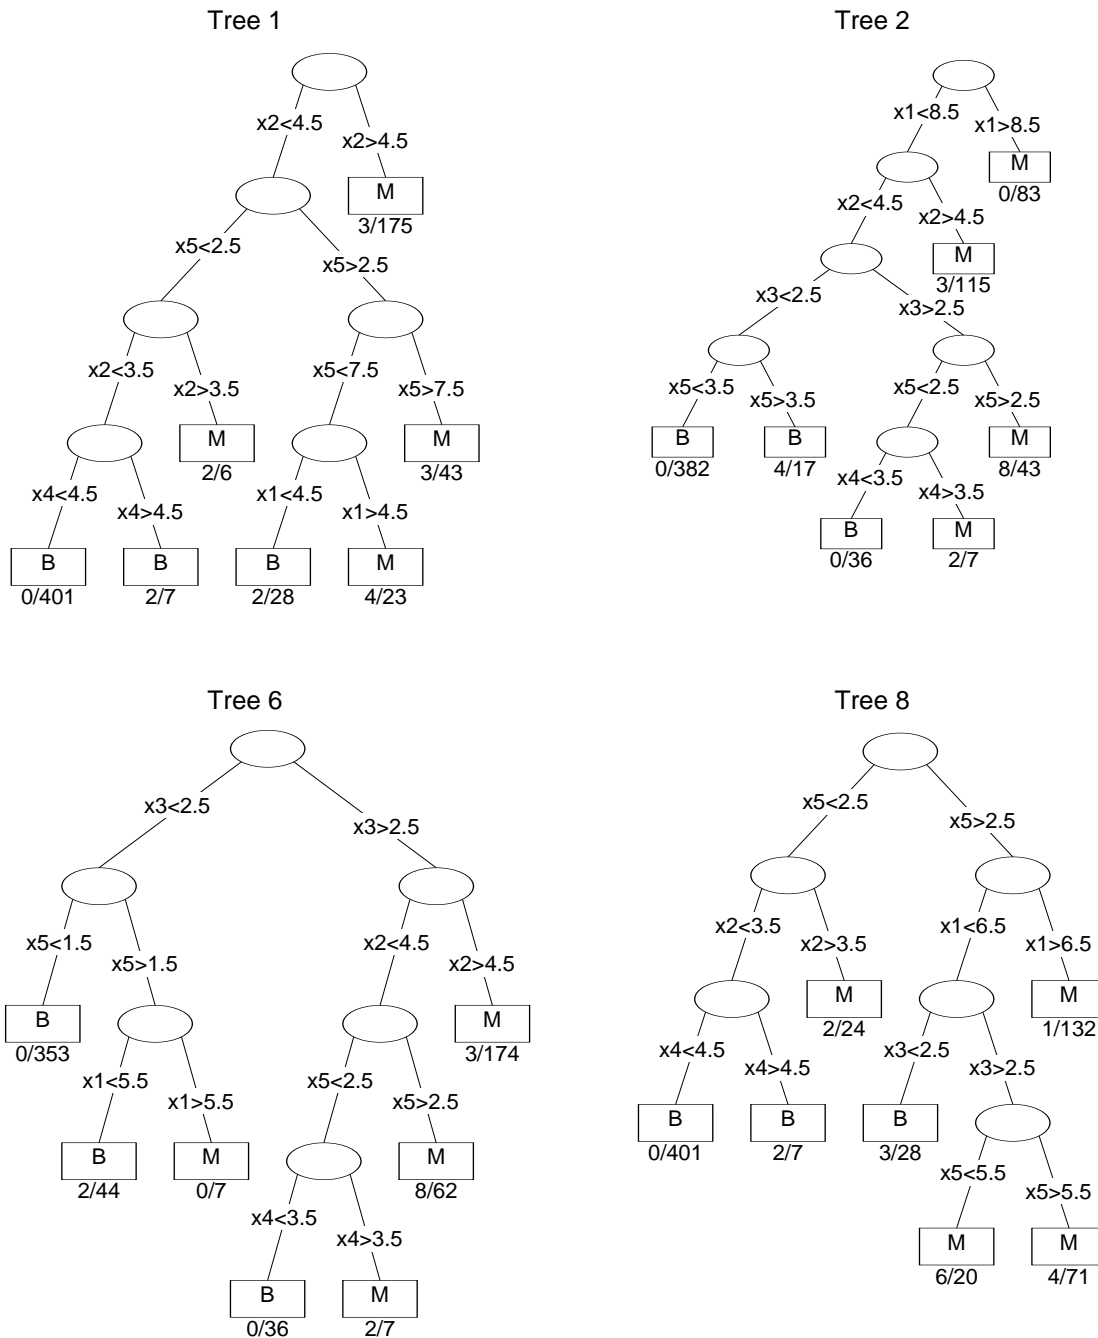 Tree 1
x2<4.5
x2>4.5
M
3/175
x5<2.5
x5>2.5
x2<3.5
x2>3.5
x5<7.5
x5>7.5
M
2/6
M
3/43
x4<4.5
x4>4.5
x1<4.5
x1>4.5
B
B
B
M
0/401
2/7
2/28
4/23
Tree 2
x1<8.5
x1>8.5
M
0/83
x2<4.5
x2>4.5
M
3/115
x3<2.5
x3>2.5
x5<3.5
x5>3.5
x5<2.5
x5>2.5
B
B
M
0/382
4/17
8/43
x4<3.5
x4>3.5
B
M
0/36
2/7
Tree 6
x3<2.5
x3>2.5
x5<1.5
x5>1.5
x2<4.5
x2>4.5
B
M
0/353
3/174
x1<5.5
x1>5.5
x5<2.5
x5>2.5
B
M
M
2/44
0/7
8/62
x4<3.5
x4>3.5
B
M
0/36
2/7
Tree 8
x5<2.5
x5>2.5
x2<3.5
x2>3.5
x1<6.5
x1>6.5
M
M
2/24
1/132
x4<4.5
x4>4.5
x3<2.5
x3>2.5
B
B
B
0/401
2/7
3/28
x5<5.5
x5>5.5
M
M
6/20
4/71